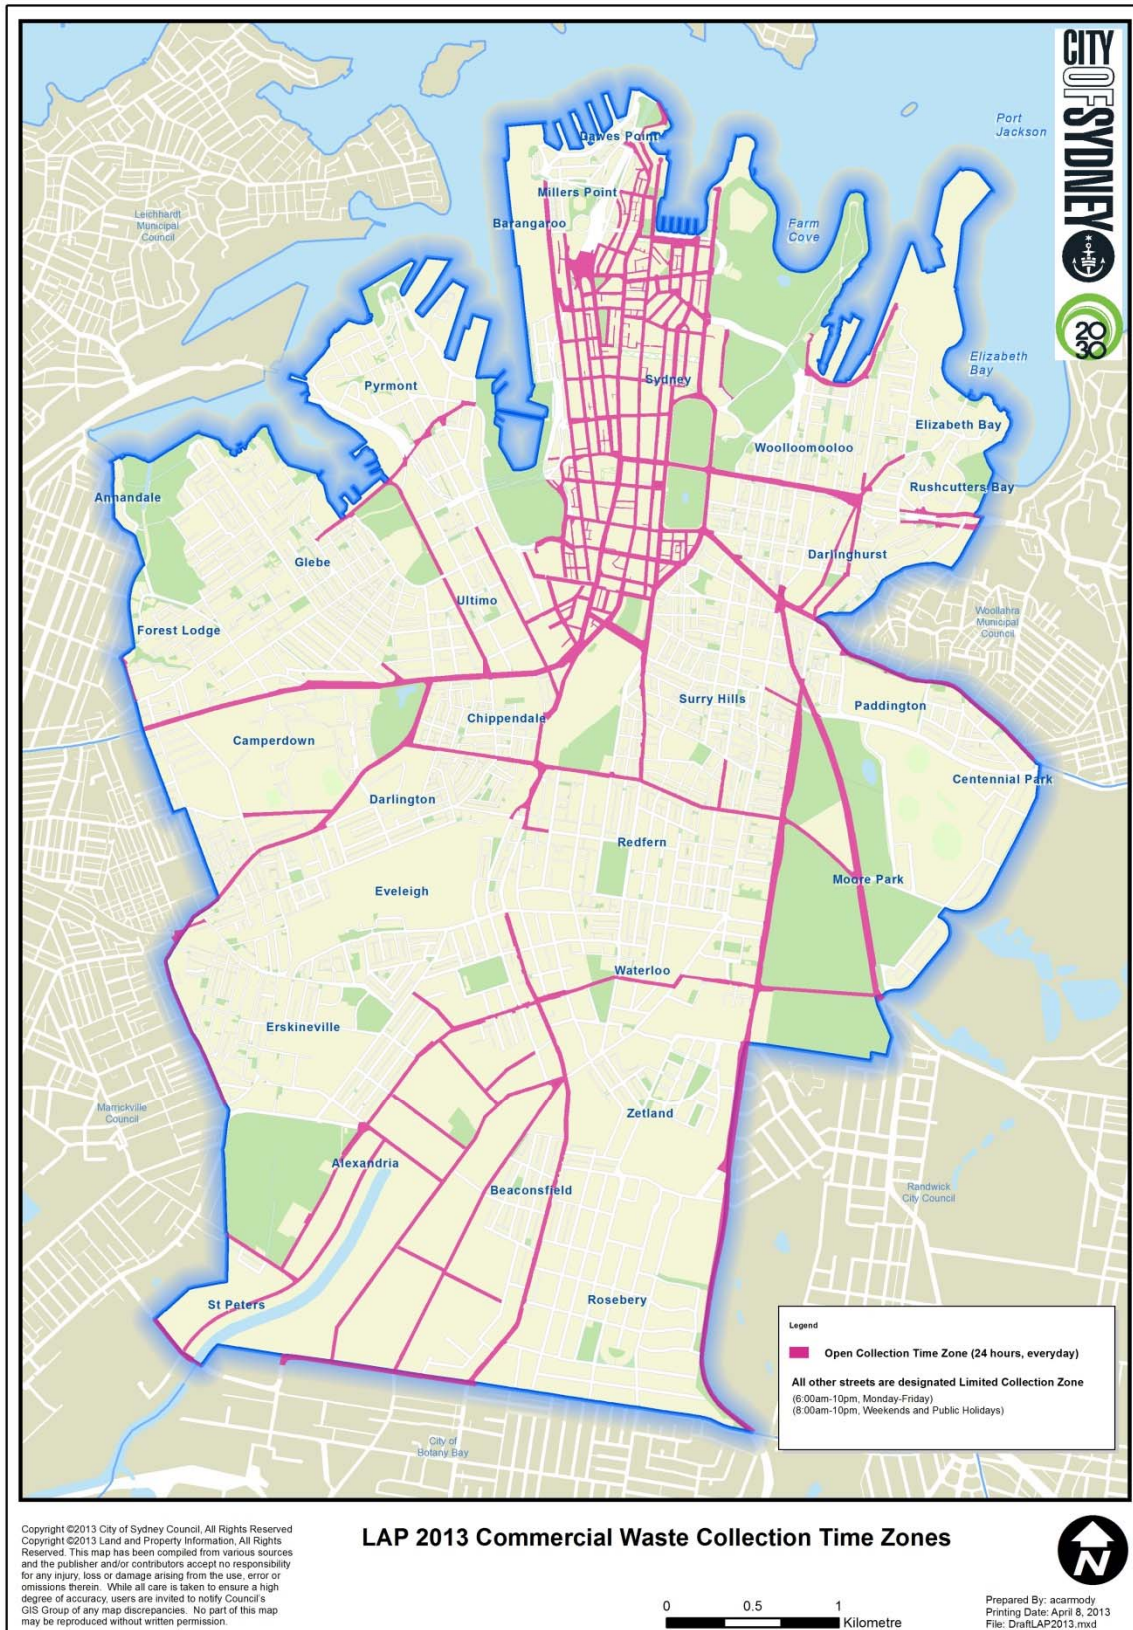 CITY OF SYDNEY
2030
Port
Jackson
Dawes Point
Millers Point
Leichhardt
Municipal
Council
Barangaroo
Farm
Cove
Elizabeth
Bay
Pyrmont
Sydney
Elizabeth Bay
Woolloomooloo
Rushcutters Bay
Annandale
Darlinghurst
Glebe
Ultimo
Woollahra
Municipal
Council
Forest Lodge
Surry Hills
Paddington
Chippendale
Camperdown
Centennial Park
Darlington
Redfern
Moore Park
Eveleigh
Waterloo
Erskineville
Marrickville
Council
Zetland
Alexandria
Beaconsfield
Randwick
City Council
St Peters
Rosebery
City of
Botany Bay
Legend
Open Collection Time Zone (24 hours, everyday)
All other streets are designated Limited Collection Zone
(6:00am-10pm, Monday-Friday)
(8:00am-10pm, Weekends and Public Holidays)
Copyright ©2013 City of Sydney Council, All Rights Reserved
Copyright ©2013 Land and Property Information, All Rights
Reserved. This map has been compiled from various sources
and the publisher and/or contributors accept no responsibility
for any injury, loss or damage arising from the use, error or
omissions therein. While all care is taken to ensure a high
degree of accuracy, users are invited to notify Council's
GIS Group of any map discrepancies. No part of this map
may be reproduced without written permission.
LAP 2013 Commercial Waste Collection Time Zones
0 0.5 1
Kilometre
N
Prepared By: acarmody
Printing Date: April 8, 2013
File: DraftLAP2013.mxd